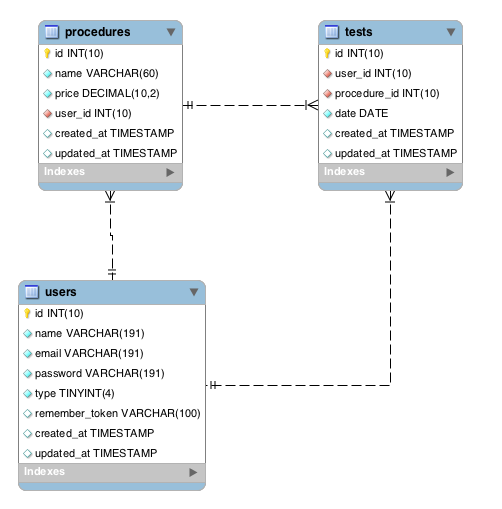 procedures
id INT(10)
name VARCHAR(60)
price DECIMAL(10,2)
user_id INT(10)
created_at TIMESTAMP
updated_at TIMESTAMP
Indexes
tests
id INT(10)
user_id INT(10)
procedure_id INT(10)
date DATE
created_at TIMESTAMP
updated_at TIMESTAMP
Indexes
users
id INT(10)
name VARCHAR(191)
email VARCHAR(191)
password VARCHAR(191)
type TINYINT(4)
remember_token VARCHAR(100)
created_at TIMESTAMP
updated_at TIMESTAMP
Indexes